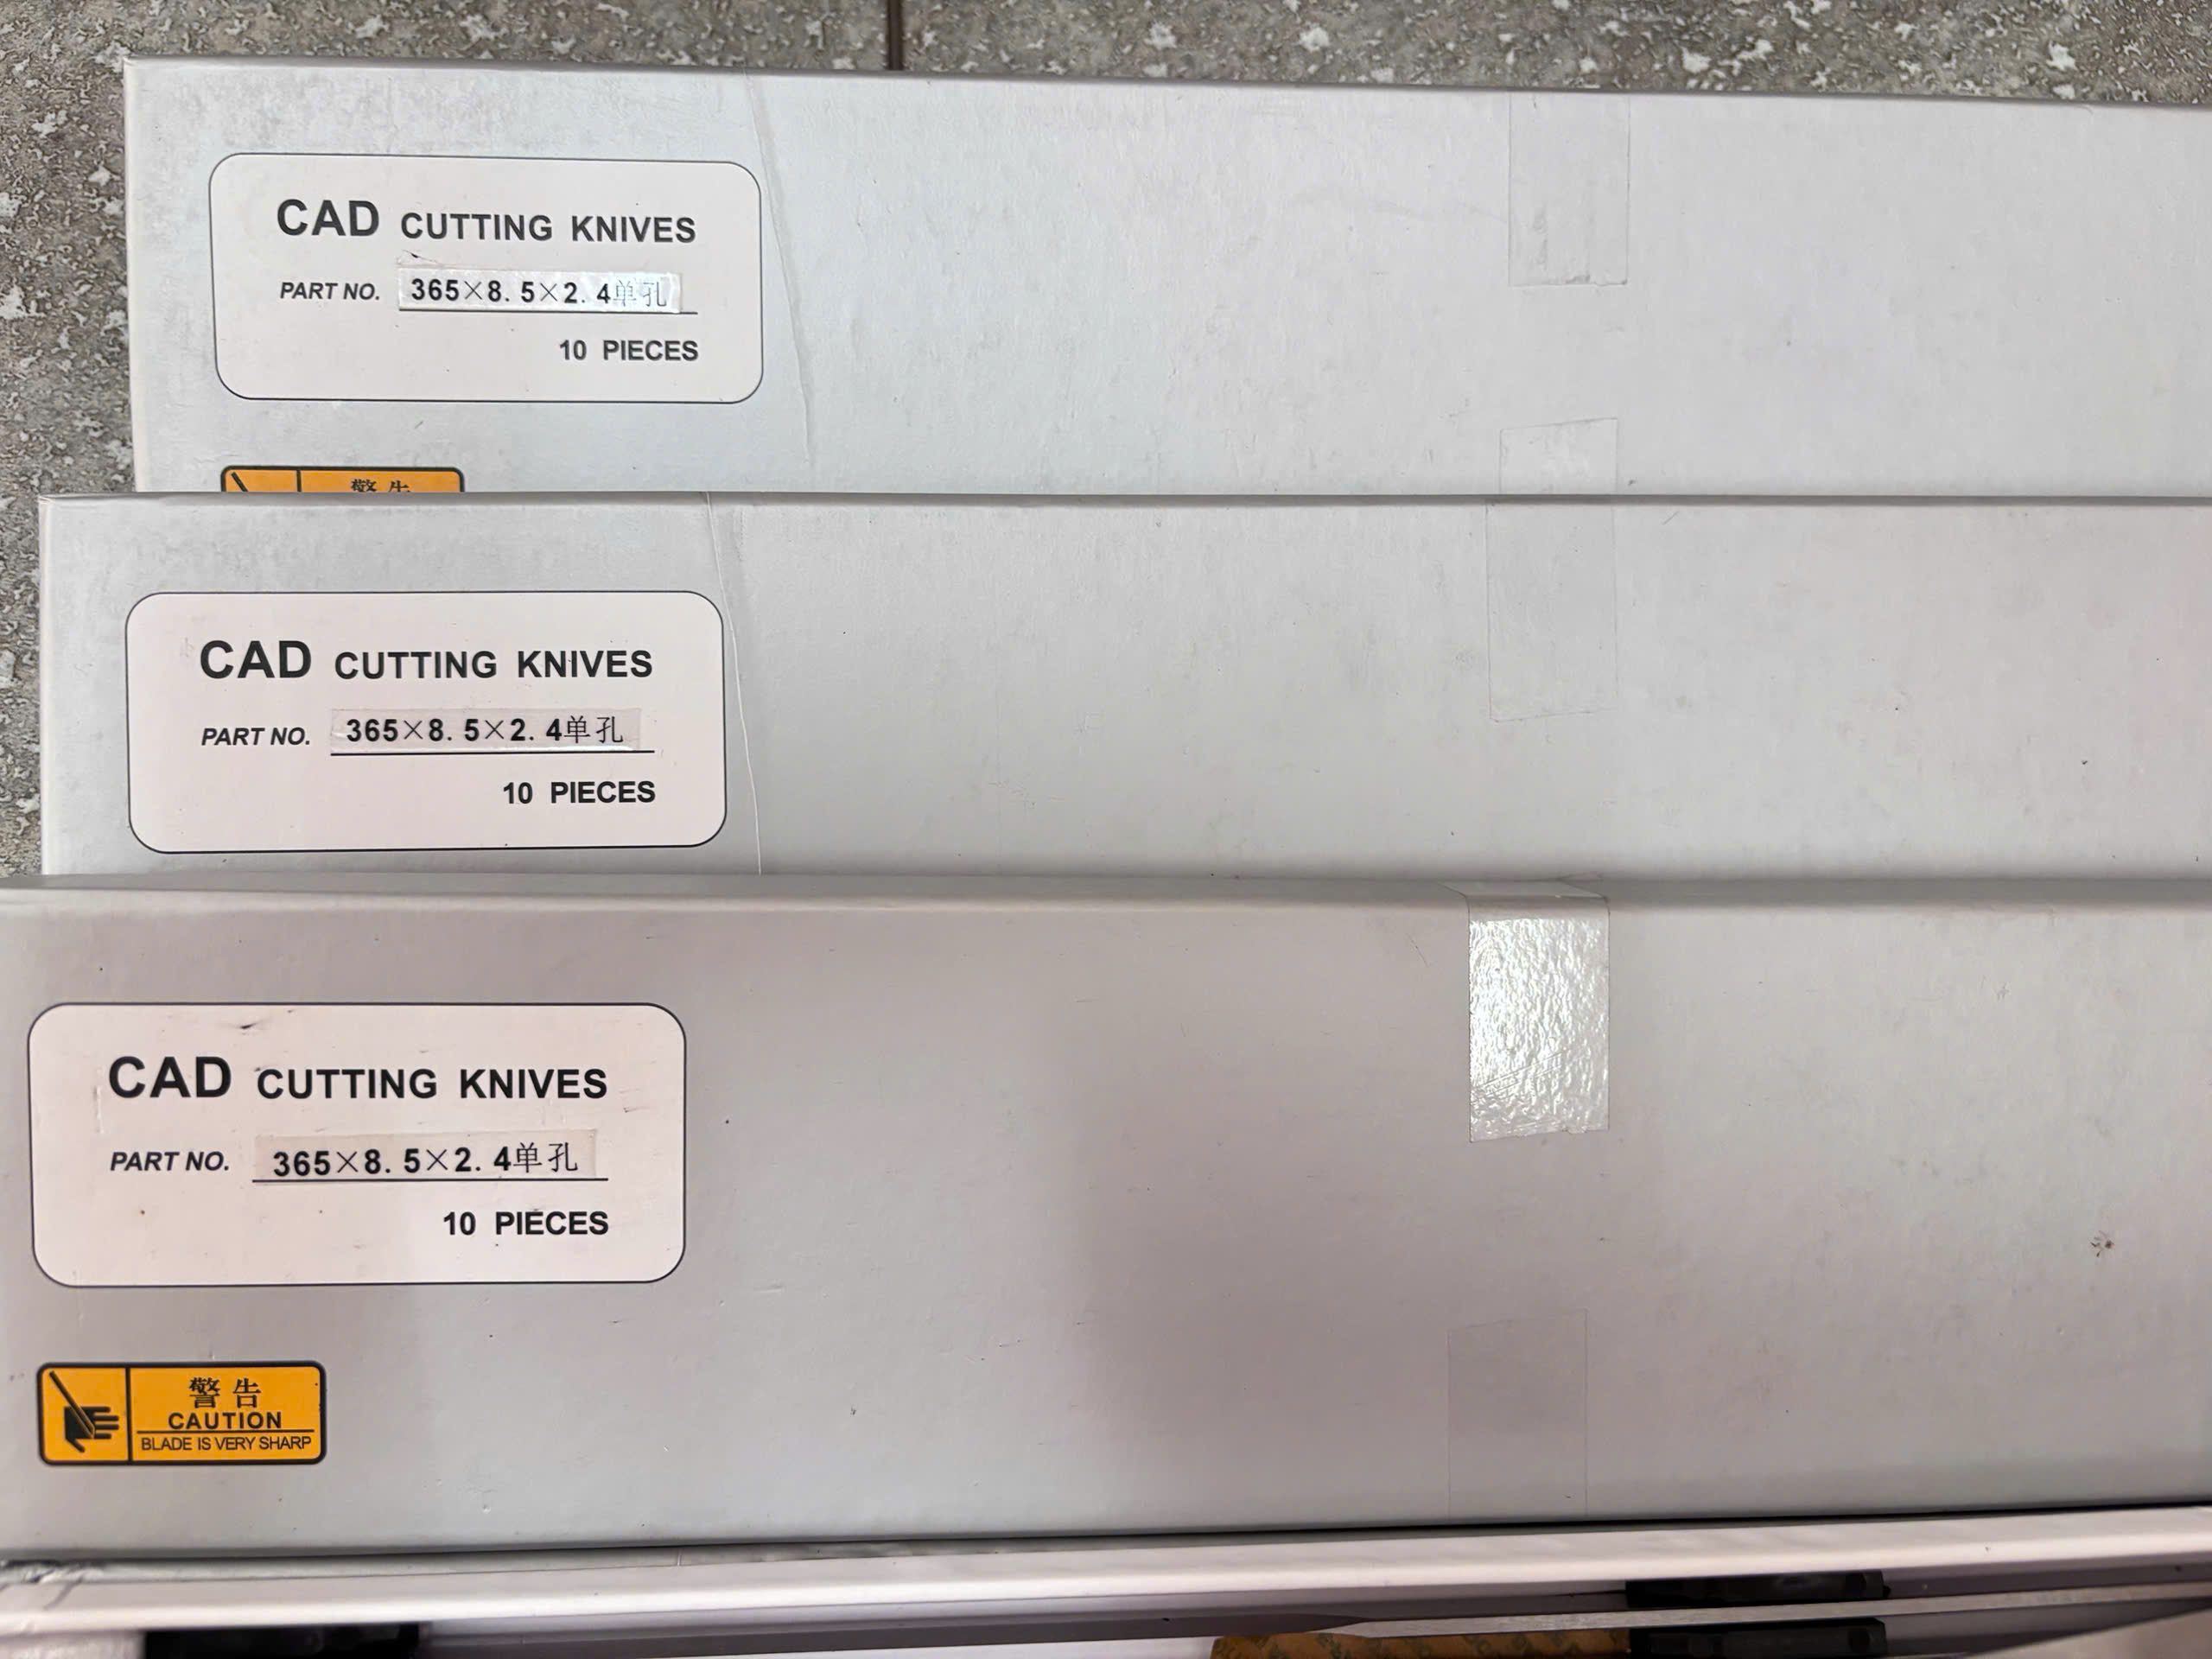 CAD CUTTING KNIVES
PART NO. 365×8.5×2.4单孔
10 PIECES
警告
CAD CUTTING KNIVES
PART NO. 365×8.5×2.4单孔
10 PIECES
CAD CUTTING KNIVES
PART NO. 365×8.5×2.4单孔
10 PIECES
警告
CAUTION
BLADE IS VERY SHARP